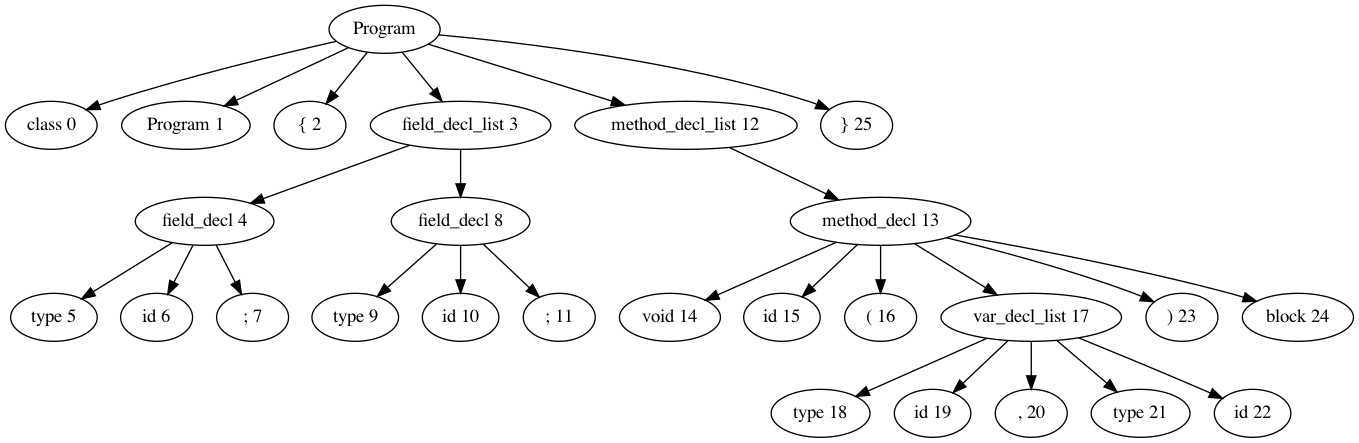 Program
class 0 Program 1 { 2 field_decl_list 3 method_decl_list 12 } 25
field_decl 4 field_decl 8 method_decl 13
type 5 id 6 ; 7 type 9 id 10 ; 11 void 14 id 15 ( 16 var_decl_list 17 ) 23 block 24
type 18 id 19 , 20 type 21 id 22